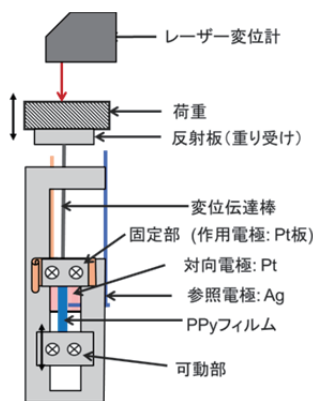 レーザー変位計
荷重
反射板(重り受け)
変位伝達棒
固定部 (作用電極: Pt板)
対向電極: Pt
参照電極: Ag
PPyフィルム
可動部